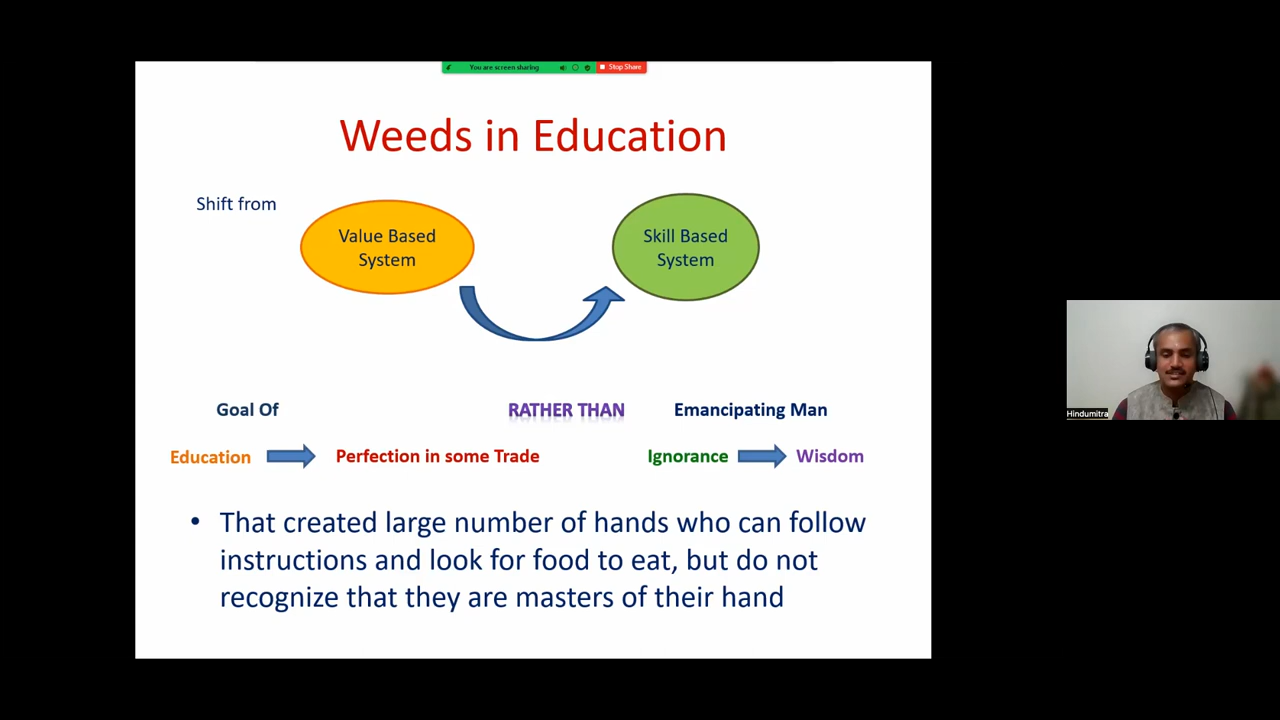 You are screen sharing
Stop Share
Weeds in Education
Shift from
Value Based
System
Skill Based
System
Goal Of
RATHER THAN
Emancipating Man
Education
Perfection in some Trade
Ignorance
Wisdom
• That created large number of hands who can follow
instructions and look for food to eat, but do not
recognize that they are masters of their hand
Hindumitra